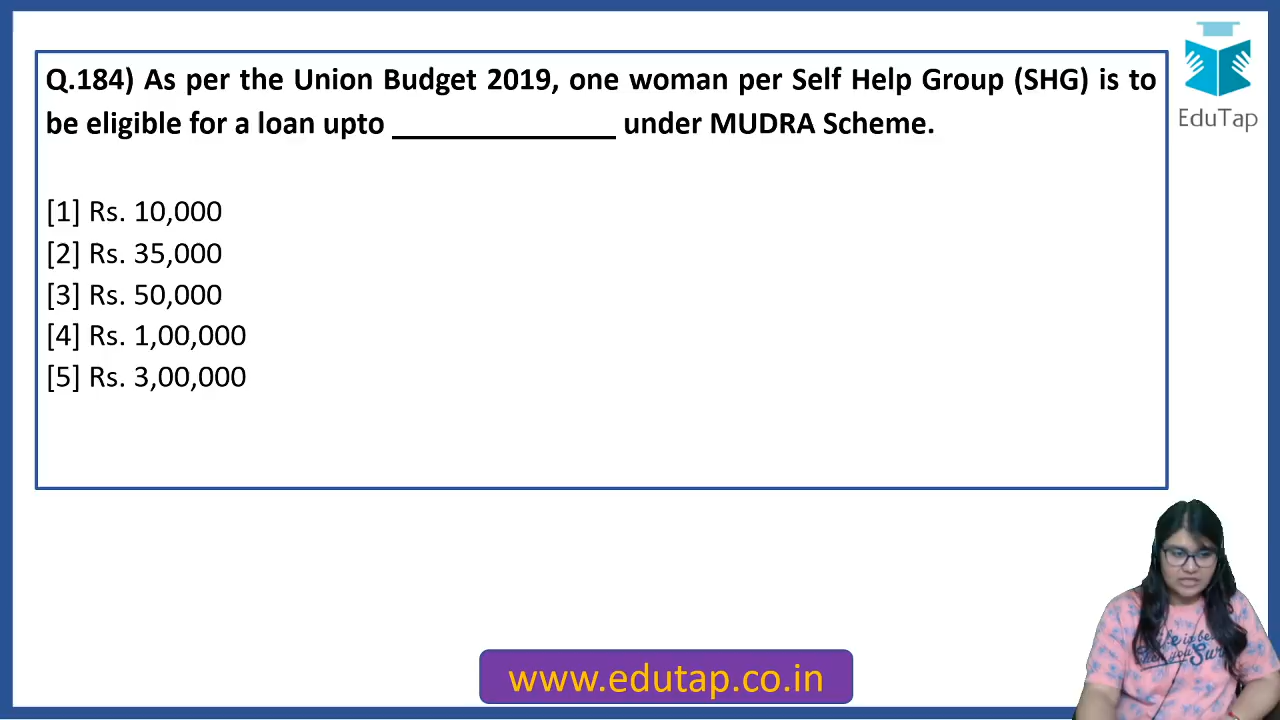 Q.184) As per the Union Budget 2019, one woman per Self Help Group (SHG) is to
be eligible for a loan upto _______________ under MUDRA Scheme.
[1] Rs. 10,000
[2] Rs. 35,000
[3] Rs. 50,000
[4] Rs. 1,00,000
[5] Rs. 3,00,000
EduTap
www.edutap.co.in